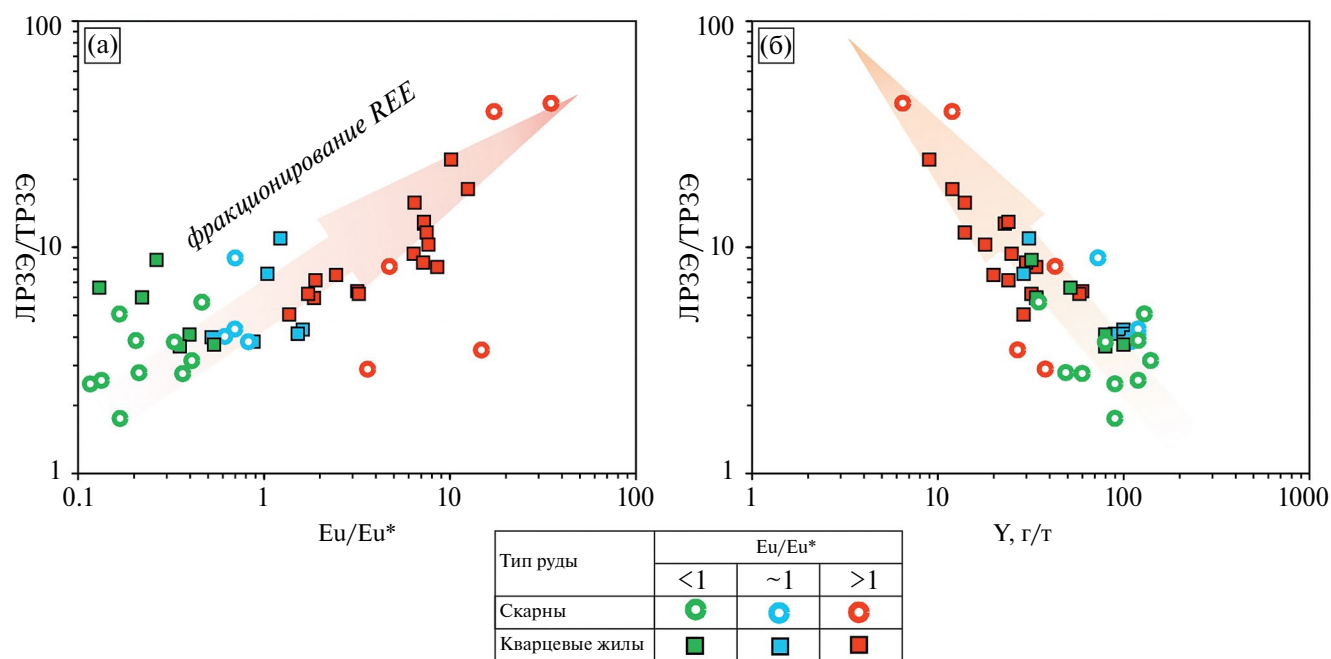 (а)
ЛРЗЭ/ТРЗЭ
100
10
1
фракционирование REE
0.1
1
10
100
Eu/Eu*
(б)
ЛРЗЭ/ТРЗЭ
100
10
1
1
10
100
1000
Y, г/т
Тип руды
Eu/Eu*
<1
~1
>1
Скарны
Кварцевые жилы